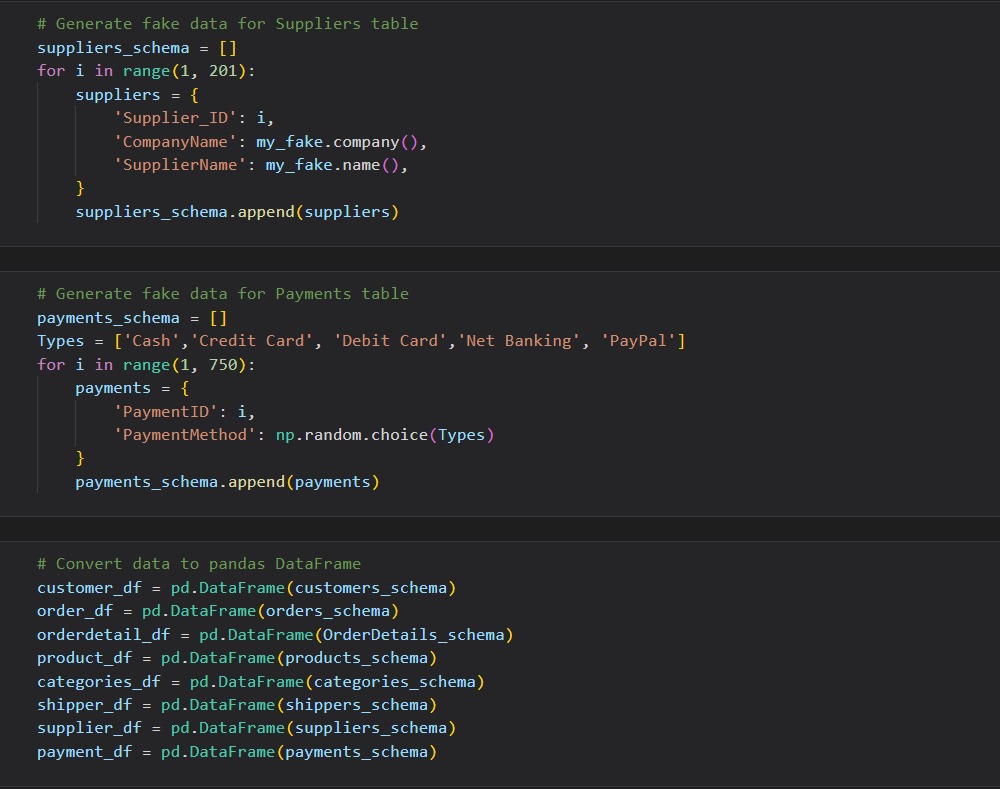 # Generate fake data for Suppliers table
suppliers_schema = []
for i in range(1, 201):
    suppliers = {
        'Supplier_ID': i,
        'CompanyName': my_fake.company(),
        'SupplierName': my_fake.name(),
    }
    suppliers_schema.append(suppliers)
# Generate fake data for Payments table
payments_schema = []
Types = ['Cash','Credit Card', 'Debit Card','Net Banking', 'PayPal']
for i in range(1, 750):
    payments = {
        'PaymentID': i,
        'PaymentMethod': np.random.choice(Types)
    }
    payments_schema.append(payments)
# Convert data to pandas DataFrame
customer_df = pd.DataFrame(customers_schema)
order_df = pd.DataFrame(orders_schema)
orderdetail_df = pd.DataFrame(OrderDetails_schema)
product_df = pd.DataFrame(products_schema)
categories_df = pd.DataFrame(categories_schema)
shipper_df = pd.DataFrame(shippers_schema)
supplier_df = pd.DataFrame(suppliers_schema)
payment_df = pd.DataFrame(payments_schema)